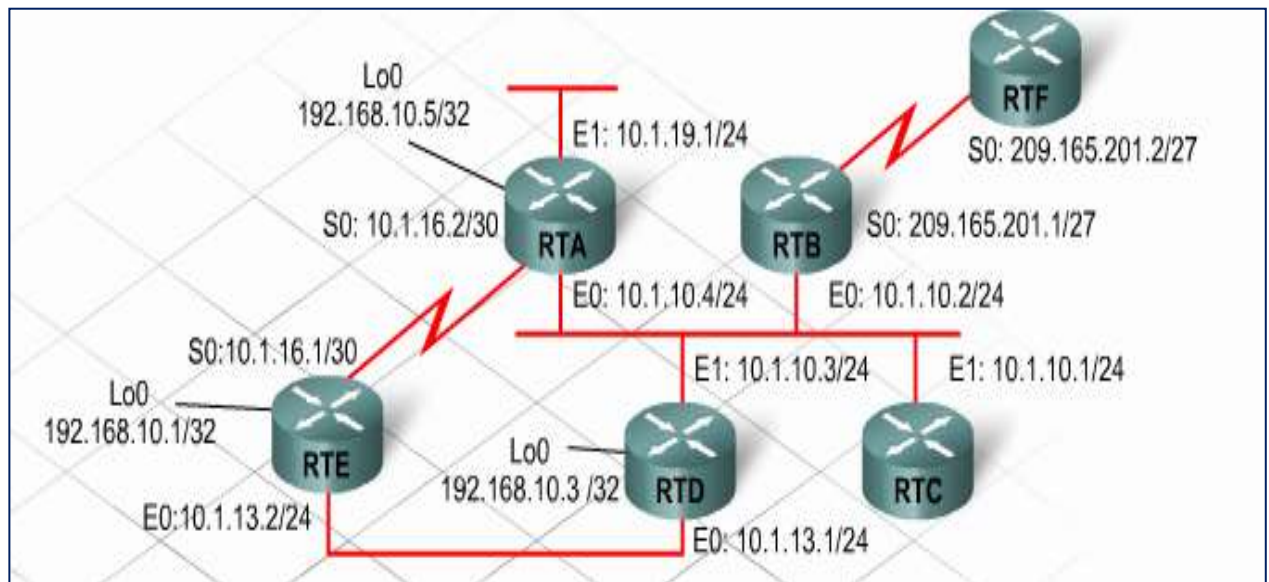 Lo0
192.168.10.5/32
RTF
E1: 10.1.19.1/24
S0: 209.165.201.2/27
S0: 10.1.16.2/30
RTA
RTB
S0: 209.165.201.1/27
E0: 10.1.10.4/24
E0: 10.1.10.2/24
S0:10.1.16.1/30
E1: 10.1.10.3/24
E1: 10.1.10.1/24
Lo0
192.168.10.1/32
RTE
Lo0
192.168.10.3 /32
RTD
RTC
E0:10.1.13.2/24
E0: 10.1.13.1/24